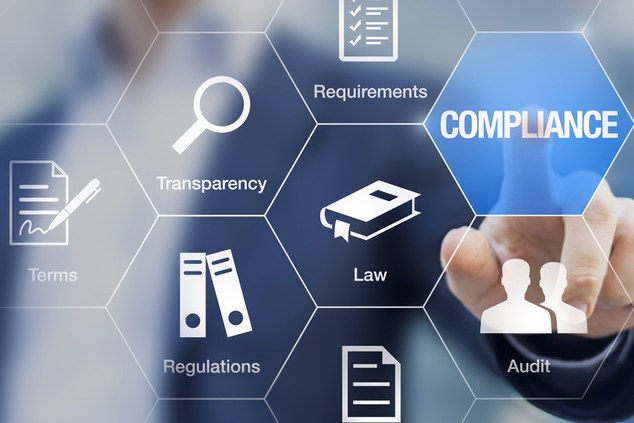 Requirements
COMPLIANCE
Transparency
Terms
Law
Regulations
Audit